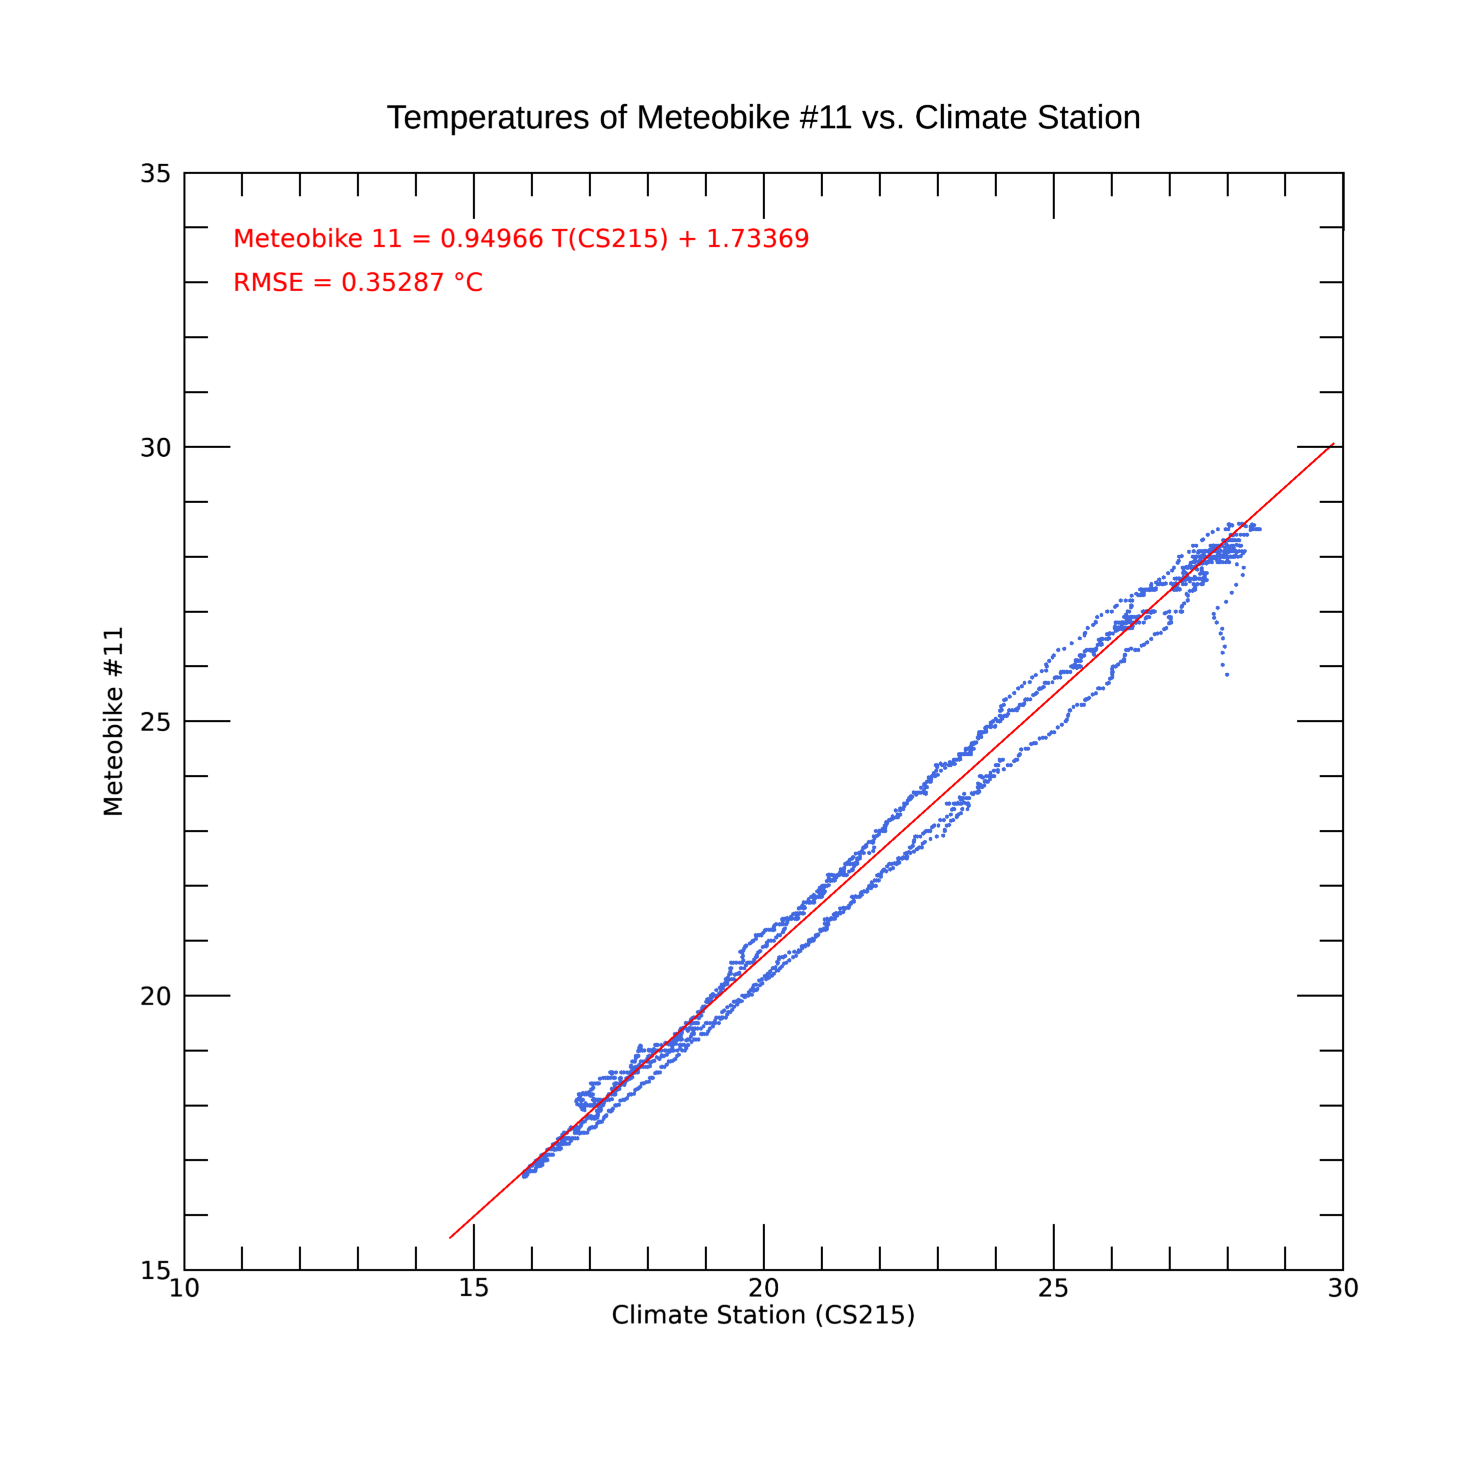 Temperatures of Meteobike #11 vs. Climate Station
35
Meteobike 11 = 0.94966 T(CS215) + 1.73369
RMSE = 0.35287 °C
30
25
20
15
Meteobike #11
10 15 20 25 30
Climate Station (CS215)